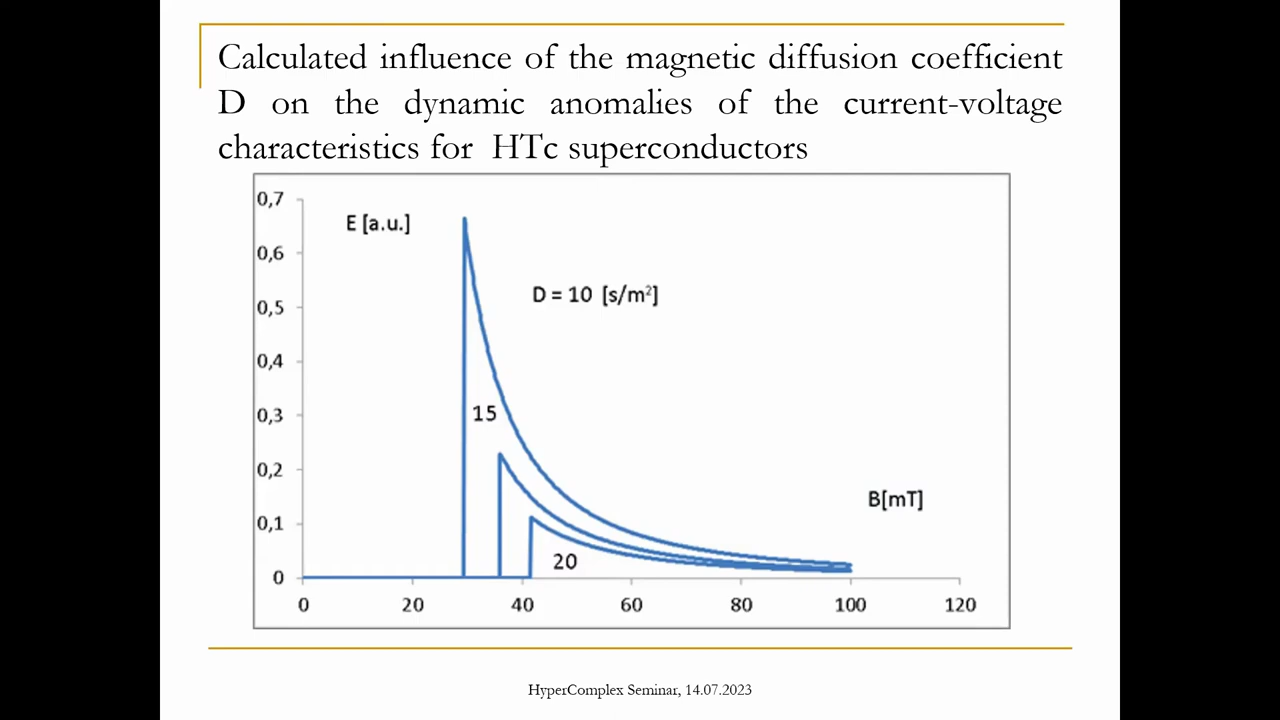 Calculated influence of the magnetic diffusion coefficient
D on the dynamic anomalies of the current-voltage
characteristics for HTc superconductors
0,7
E [a.u.]
0,6
D = 10 [s/m²]
0,5
0,4
0,3
15
0,2
B[mT]
0,1
20
0
0 20 40 60 80 100 120
HyperComplex Seminar, 14.07.2023